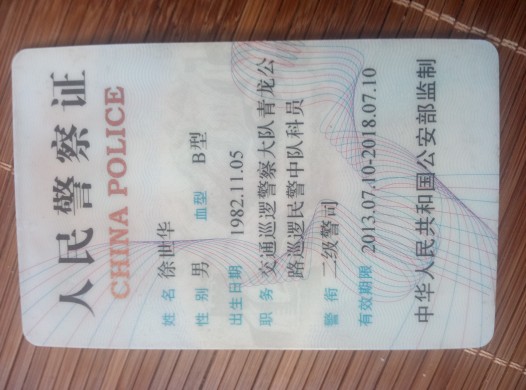 人民警察证
CHINA POLICE
姓名 徐世华
性别 男 血型 B型
出生日期 1982.11.05
职务 交通巡逻警察大队青龙公
路巡逻民警中队科员
警衔 二级警司
有效期限 2013.07.10-2018.07.10
中华人民共和国公安部监制